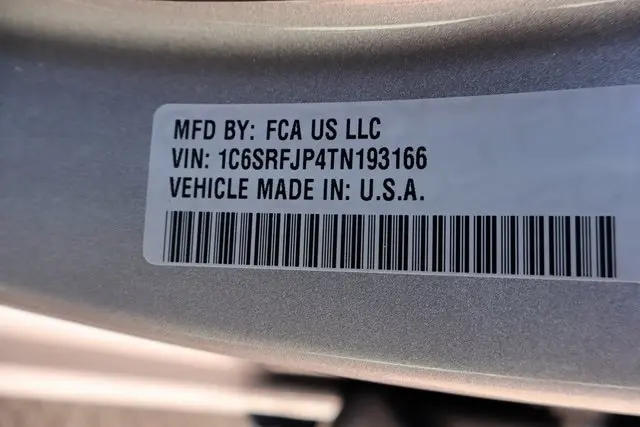 MFD BY: FCA US LLC
VIN: 1C6SRFJP4TN193166
VEHICLE MADE IN: U.S.A.